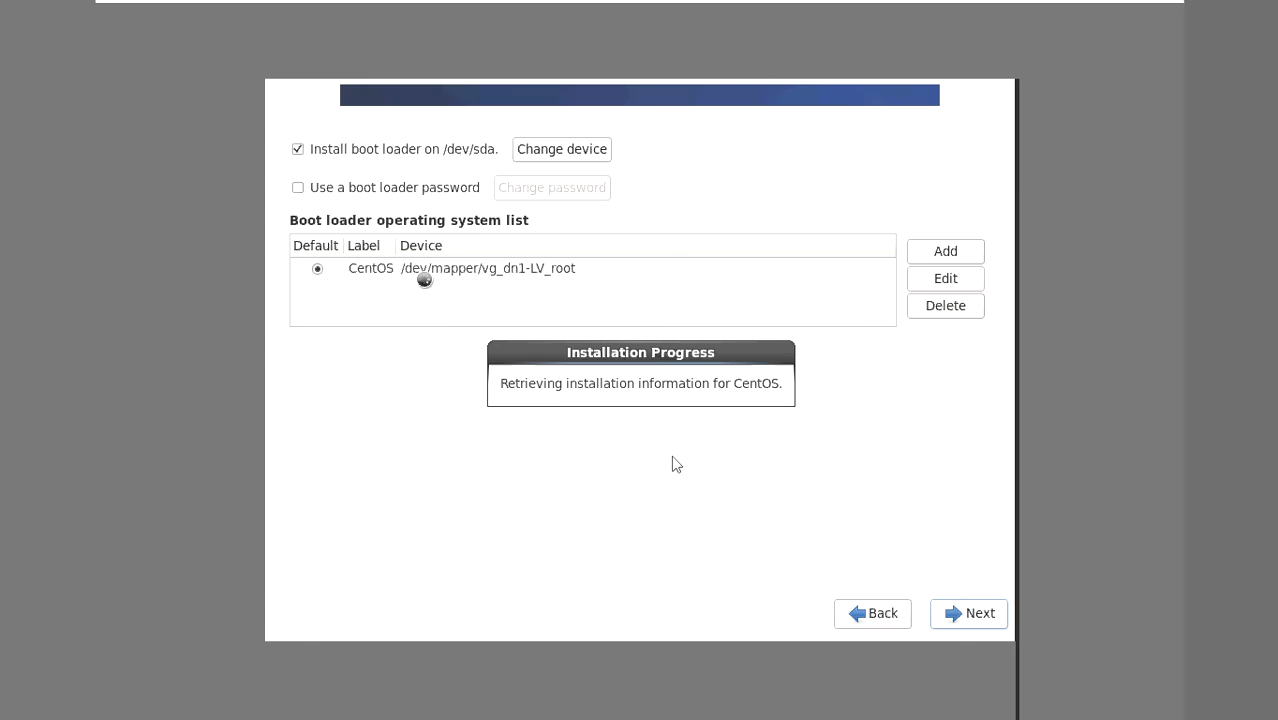 Install boot loader on /dev/sda. Change device
Use a boot loader password Change password
Boot loader operating system list
Default Label Device
CentOS /dev/mapper/vg_dn1-LV_root
Add
Edit
Delete
Installation Progress
Retrieving installation information for CentOS.
Back Next